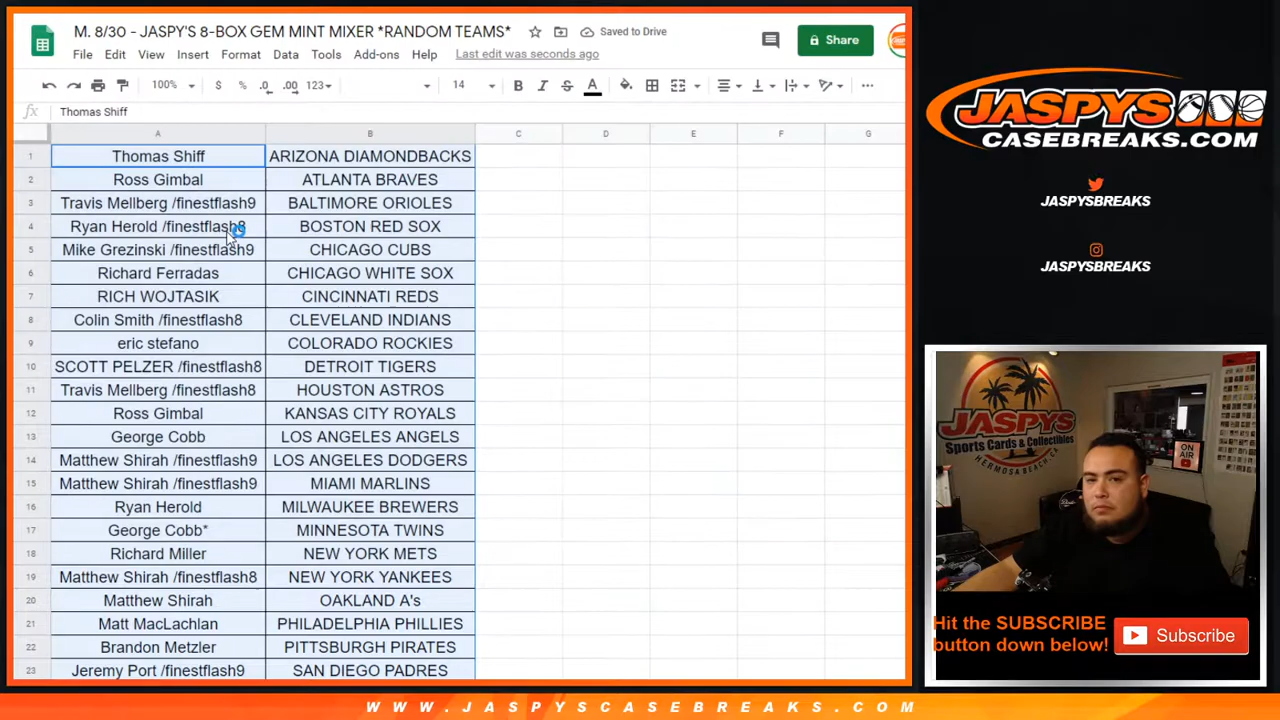 M. 8/30 - JASPY'S 8-BOX GEM MINT MIXER *RANDOM TEAMS*
Saved to Drive
File Edit View Insert Format Data Tools Add-ons Help Last edit was seconds ago
Share
100% $ % .0 .00 123 14 B I S A
fx Thomas Shiff
A B C D E F G
1 Thomas Shiff ARIZONA DIAMONDBACKS
2 Ross Gimbal ATLANTA BRAVES
3 Travis Mellberg /finestflash9 BALTIMORE ORIOLES
4 Ryan Herold /finestflash8 BOSTON RED SOX
5 Mike Grezinski /finestflash9 CHICAGO CUBS
6 Richard Ferradas CHICAGO WHITE SOX
7 RICH WOJTASIK CINCINNATI REDS
8 Colin Smith /finestflash8 CLEVELAND INDIANS
9 eric stefano COLORADO ROCKIES
10 SCOTT PELZER /finestflash8 DETROIT TIGERS
11 Travis Mellberg /finestflash8 HOUSTON ASTROS
12 Ross Gimbal KANSAS CITY ROYALS
13 George Cobb LOS ANGELES ANGELS
14 Matthew Shirah /finestflash9 LOS ANGELES DODGERS
15 Matthew Shirah /finestflash9 MIAMI MARLINS
16 Ryan Herold MILWAUKEE BREWERS
17 George Cobb* MINNESOTA TWINS
18 Richard Miller NEW YORK METS
19 Matthew Shirah /finestflash8 NEW YORK YANKEES
20 Matthew Shirah OAKLAND A's
21 Matt MacLachlan PHILADELPHIA PHILLIES
22 Brandon Metzler PITTSBURGH PIRATES
23 Jeremy Port /finestflash9 SAN DIEGO PADRES
JASPYS
CASEBREAKS.COM
JASPYSBREAKS
JASPYSBREAKS
JASPYS
Sports Cards & Collectibles
HERMOSA BEACH, CA
ON
AIR
Hit the SUBSCRIBE
button down below!
Subscribe
WWW.JASPYSCASEBREAKS.COM